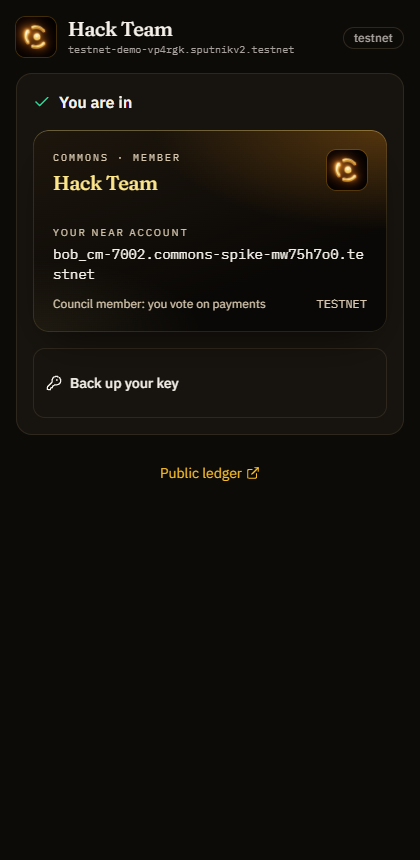 Hack Team
testnet-demo-vp4rgk.sputnikv2.testnet
testnet
You are in
COMMONS · MEMBER
Hack Team
YOUR NEAR ACCOUNT
bob_cm-7002.commons-spike-mw75h7o0.te
stnet
Council member: you vote on payments
TESTNET
Back up your key
Public ledger